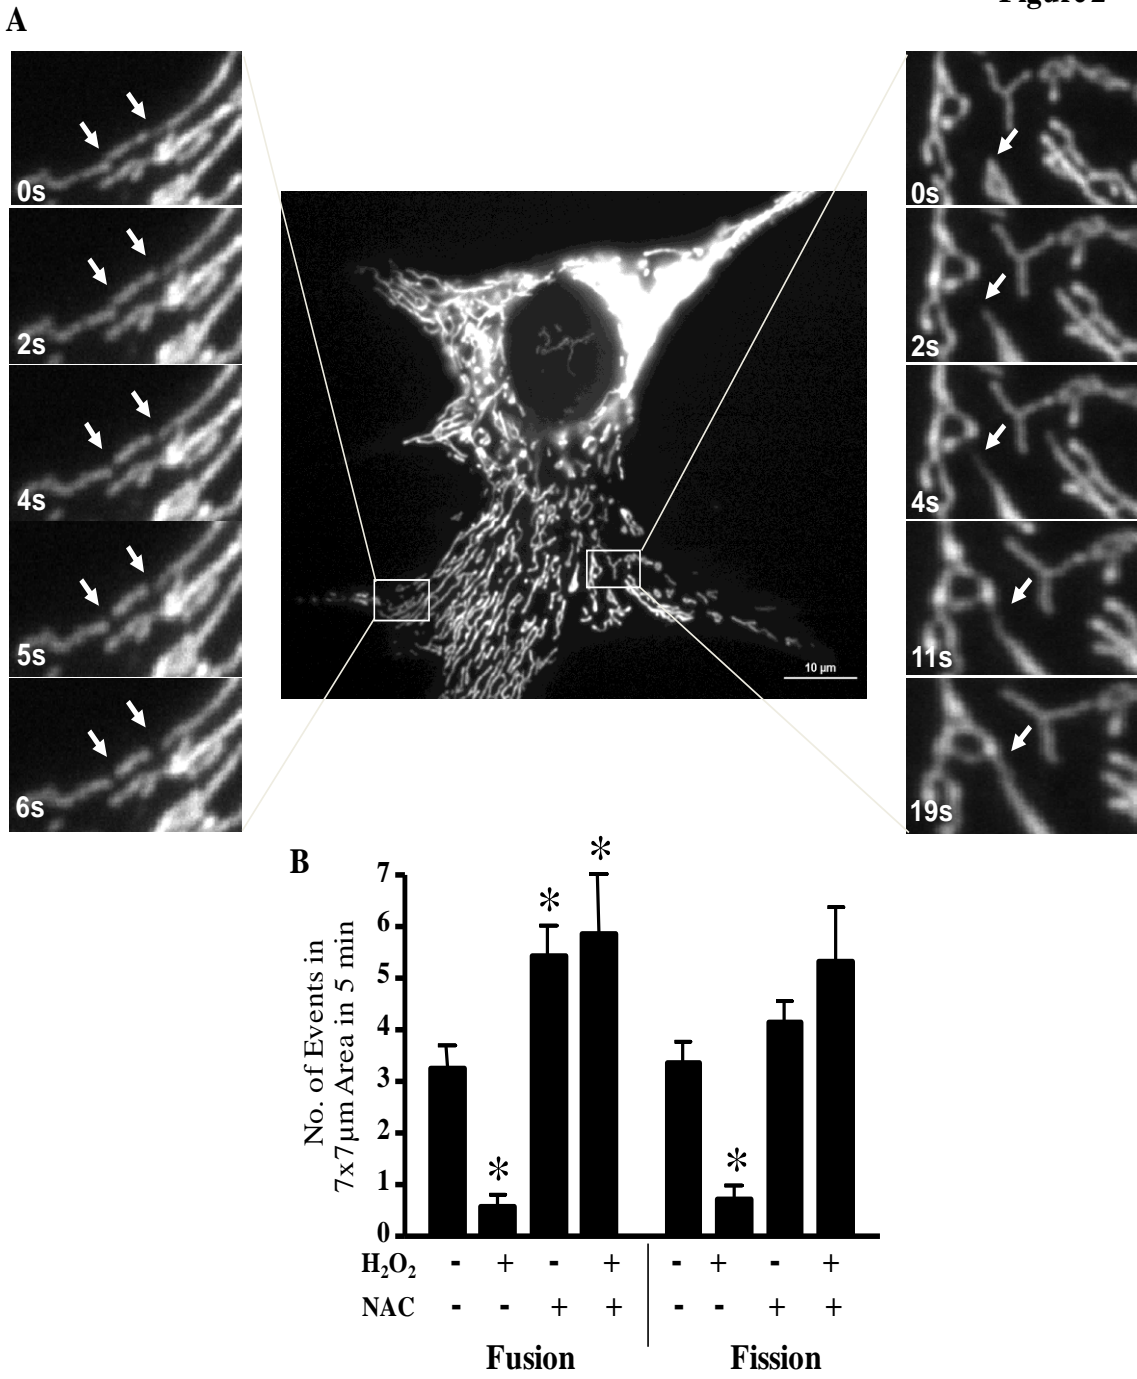 A
0s
2s
4s
5s
6s
10 µm
0s
2s
4s
11s
19s
B
No. of Events in
7x7µm Area in 5 min
7
6
5
4
3
2
1
0
* * * *
H₂O₂ - + - + - + - +
NAC - - + + - - + +
Fusion Fission